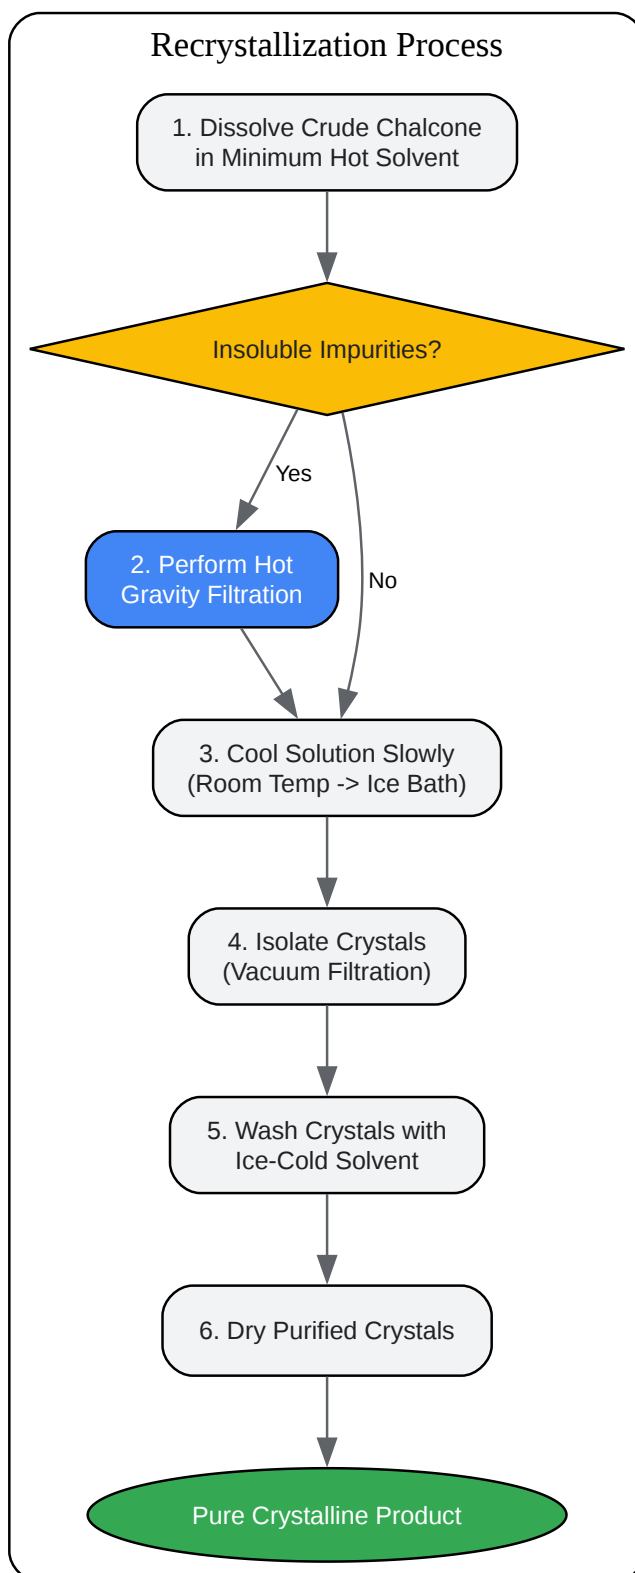 Recrystallization Process
1. Dissolve Crude Chalcone
in Minimum Hot Solvent
Insoluble Impurities?
Yes
2. Perform Hot
Gravity Filtration
No
3. Cool Solution Slowly
(Room Temp -> Ice Bath)
4. Isolate Crystals
(Vacuum Filtration)
5. Wash Crystals with
Ice-Cold Solvent
6. Dry Purified Crystals
Pure Crystalline Product